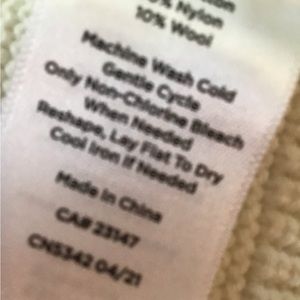 % Nylon
10% Wool
Machine Wash Cold
Gentle Cycle
Only Non-Chlorine Bleach
When Needed
Reshape, Lay Flat To Dry
Cool Iron If Needed
Made In China
CA# 23147
CN5342 04/21